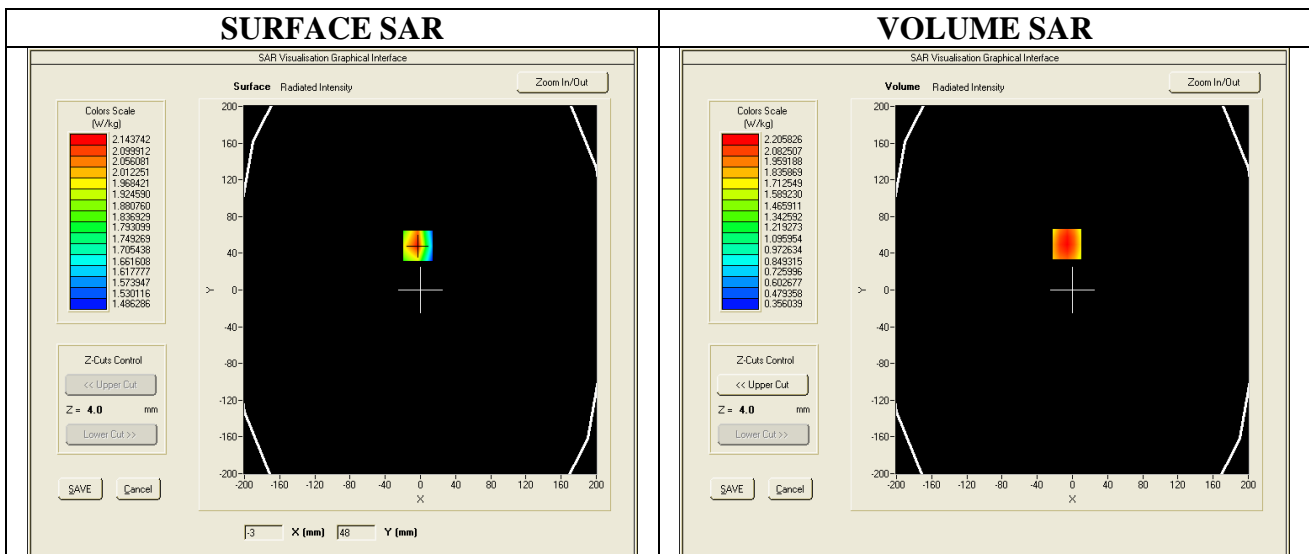 SURFACE SAR
SAR Visualisation Graphical Interface
Surface Radiated Intensity
Zoom In/Out
Colors Scale
(W/kg)
2.143742
2.099912
2.056081
2.012251
1.968421
1.924590
1.880760
1.836929
1.793099
1.749269
1.705438
1.661608
1.617777
1.573947
1.530116
1.486286
Z-Cuts Control
<< Upper Cut
Z = 4.0 mm
Lower Cut >>
SAVE Cancel
200
160
120
80
40
Y 0
-40
-80
-120
-160
-200
-200 -160 -120 -80 -40 0 40 80 120 160 200
X
-3 X (mm) 48 Y (mm)
VOLUME SAR
SAR Visualisation Graphical Interface
Volume Radiated Intensity
Zoom In/Out
Colors Scale
(W/kg)
2.205826
2.082507
1.959188
1.835869
1.712549
1.589230
1.465911
1.342592
1.219273
1.095954
0.972634
0.849315
0.725996
0.602677
0.479358
0.356039
Z-Cuts Control
<< Upper Cut
Z = 4.0 mm
Lower Cut >>
SAVE Cancel
200
160
120
80
40
Y 0
-40
-80
-120
-160
-200
-200 -160 -120 -80 -40 0 40 80 120 160 200
X